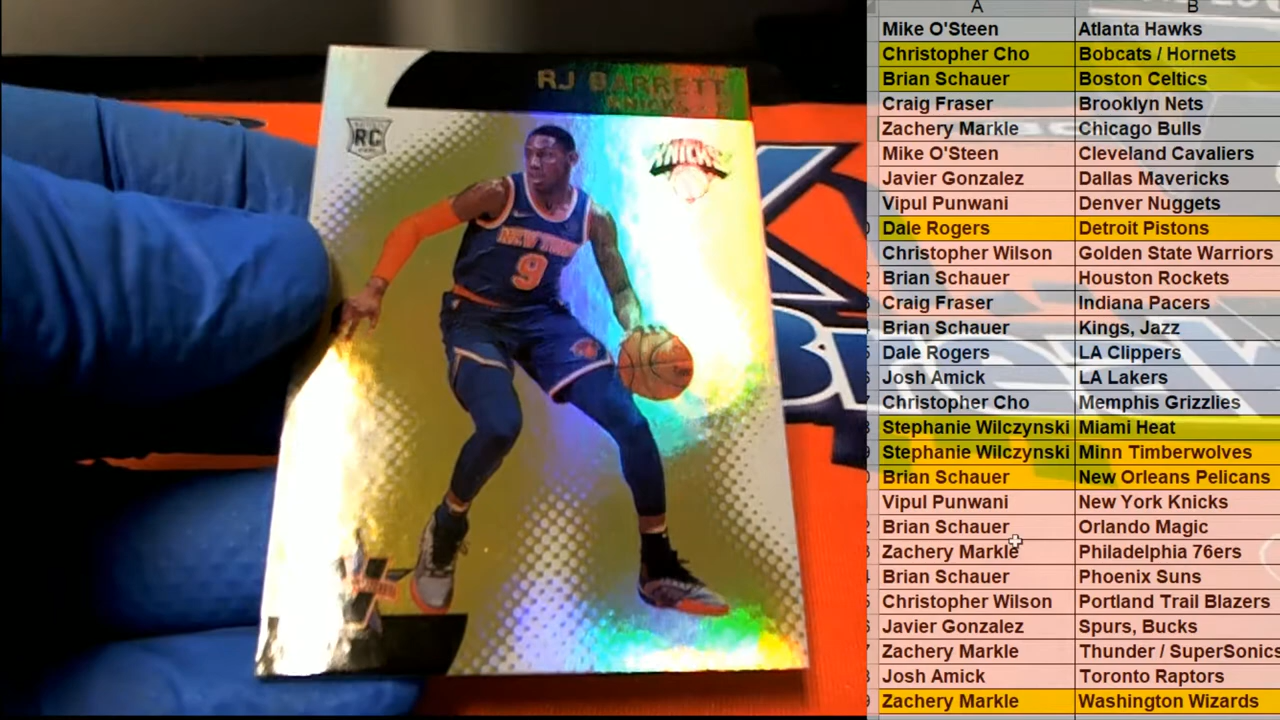 RJ BARRETT
KNICKS
RC
KNICKS
NEW YORK
9
A B
Mike O'Steen Atlanta Hawks
Christopher Cho Bobcats / Hornets
Brian Schauer Boston Celtics
Craig Fraser Brooklyn Nets
Zachery Markle Chicago Bulls
Mike O'Steen Cleveland Cavaliers
Javier Gonzalez Dallas Mavericks
Vipul Punwani Denver Nuggets
Dale Rogers Detroit Pistons
Christopher Wilson Golden State Warriors
Brian Schauer Houston Rockets
Craig Fraser Indiana Pacers
Brian Schauer Kings, Jazz
Dale Rogers LA Clippers
Josh Amick LA Lakers
Christopher Cho Memphis Grizzlies
Stephanie Wilczynski Miami Heat
Stephanie Wilczynski Minn Timberwolves
Brian Schauer New Orleans Pelicans
Vipul Punwani New York Knicks
Brian Schauer Orlando Magic
Zachery Markle Philadelphia 76ers
Brian Schauer Phoenix Suns
Christopher Wilson Portland Trail Blazers
Javier Gonzalez Spurs, Bucks
Zachery Markle Thunder / SuperSonics
Josh Amick Toronto Raptors
Zachery Markle Washington Wizards